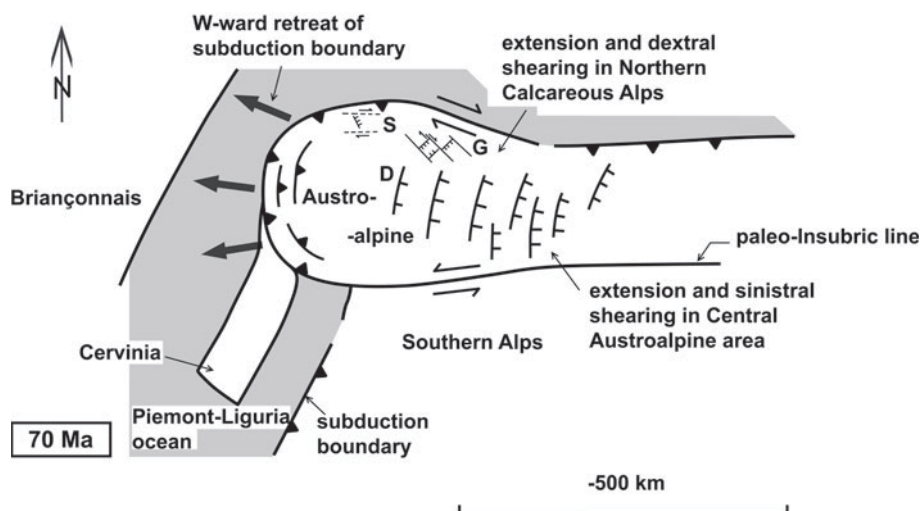 W-ward retreat of
subduction boundary
extension and dextral
shearing in Northern
Calcareous Alps
N
S
G
D
Briançonnais
Austro-
-alpine
paleo-Insubric line
extension and sinistral
shearing in Central
Austroalpine area
Southern Alps
Cervinia
Piemont-Liguria
ocean
subduction
boundary
70 Ma
-500 km